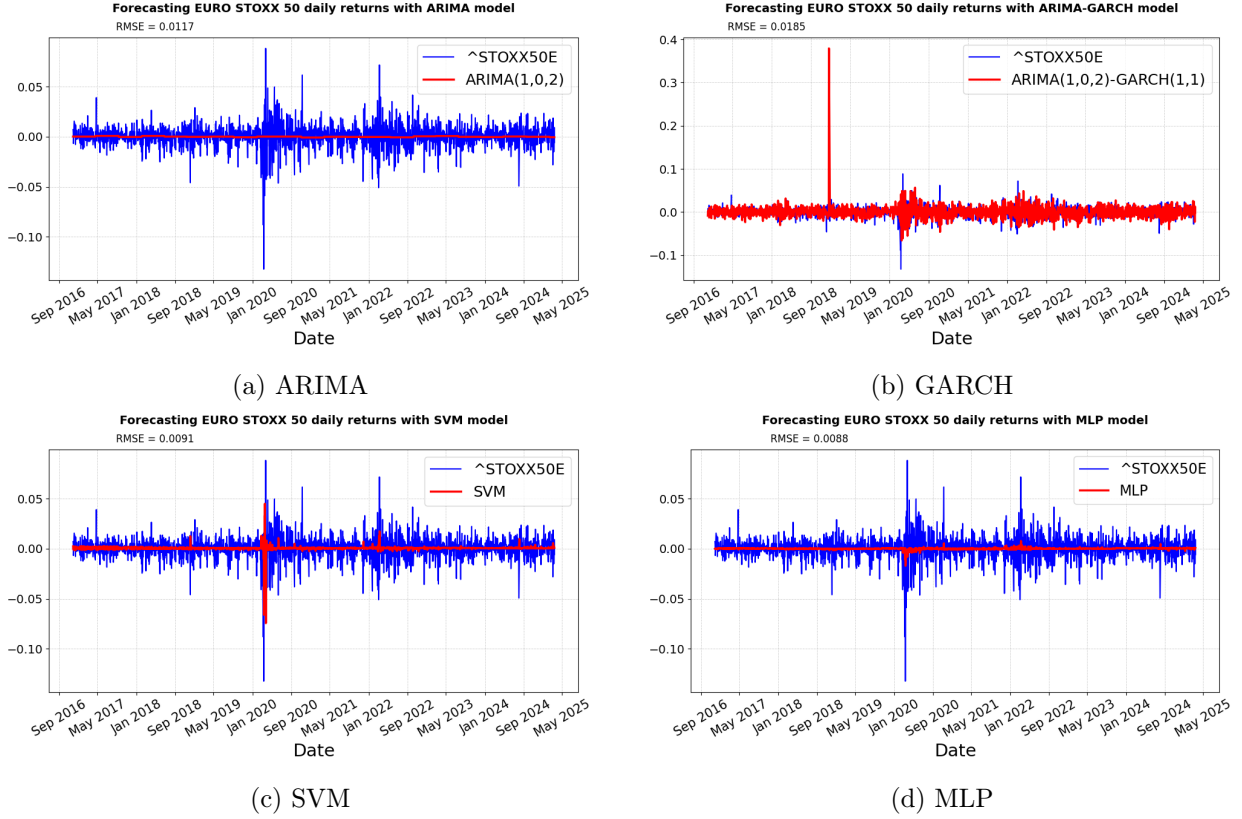 Forecasting EURO STOXX 50 daily returns with ARIMA model
RMSE = 0.0117
^STOXX50E
ARIMA(1,0,2)
0.05
0.00
−0.05
−0.10
Sep 2016 May 2017 Jan 2018 Sep 2018 May 2019 Jan 2020 Sep 2020 May 2021 Jan 2022 Sep 2022 May 2023 Jan 2024 Sep 2024 May 2025
Date
(a) ARIMA
Forecasting EURO STOXX 50 daily returns with ARIMA-GARCH model
RMSE = 0.0185
^STOXX50E
ARIMA(1,0,2)-GARCH(1,1)
0.4
0.3
0.2
0.1
0.0
−0.1
Sep 2016 May 2017 Jan 2018 Sep 2018 May 2019 Jan 2020 Sep 2020 May 2021 Jan 2022 Sep 2022 May 2023 Jan 2024 Sep 2024 May 2025
Date
(b) GARCH
Forecasting EURO STOXX 50 daily returns with SVM model
RMSE = 0.0091
^STOXX50E
SVM
0.05
0.00
−0.05
−0.10
Sep 2016 May 2017 Jan 2018 Sep 2018 May 2019 Jan 2020 Sep 2020 May 2021 Jan 2022 Sep 2022 May 2023 Jan 2024 Sep 2024 May 2025
Date
(c) SVM
Forecasting EURO STOXX 50 daily returns with MLP model
RMSE = 0.0088
^STOXX50E
MLP
0.05
0.00
−0.05
−0.10
Sep 2016 May 2017 Jan 2018 Sep 2018 May 2019 Jan 2020 Sep 2020 May 2021 Jan 2022 Sep 2022 May 2023 Jan 2024 Sep 2024 May 2025
Date
(d) MLP